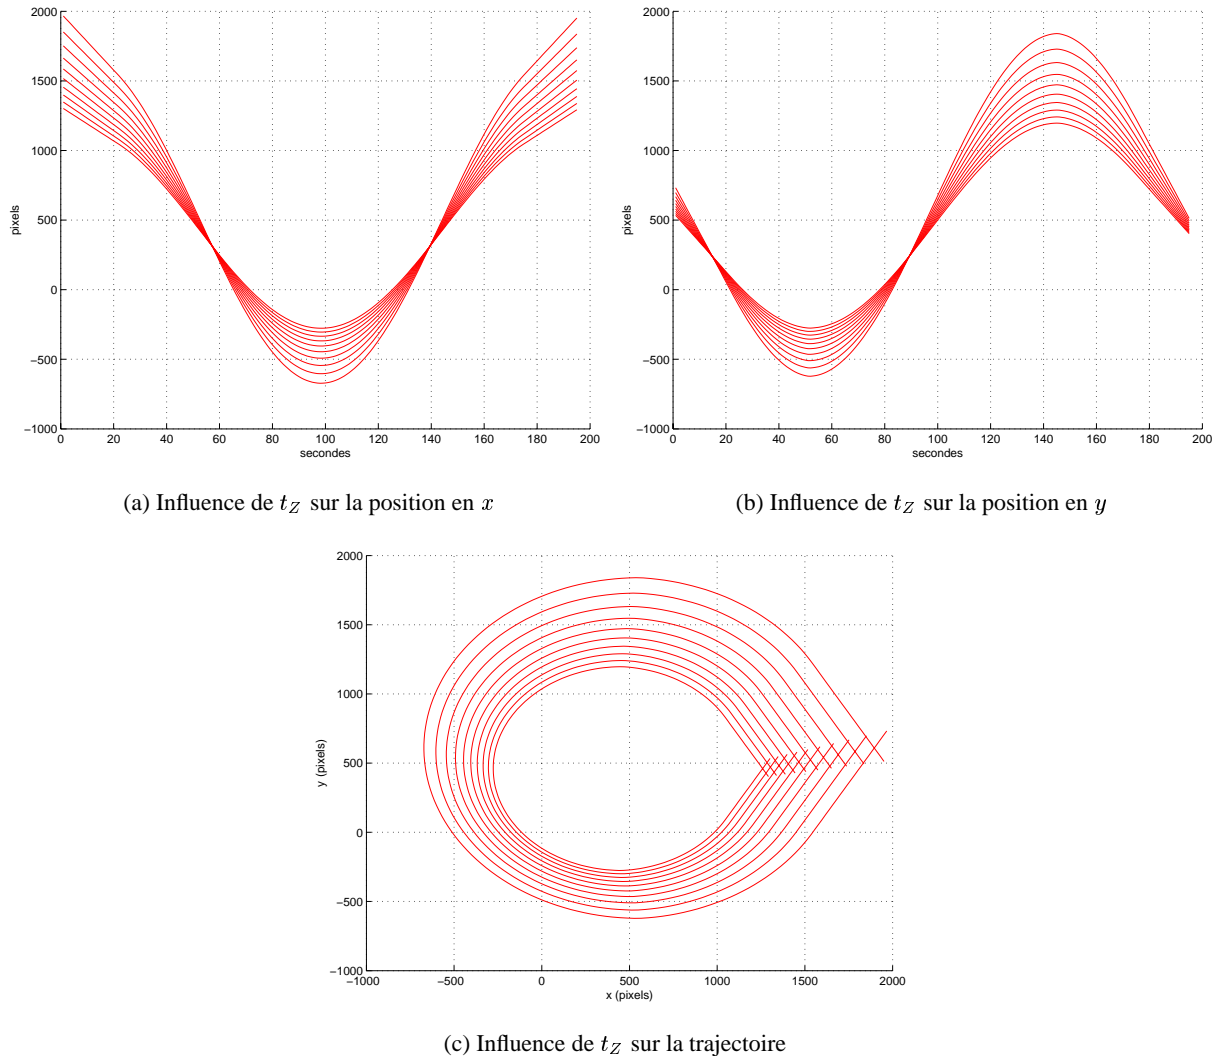 2000
1500
1000
500
0
−500
−1000
pixels
0 20 40 60 80 100 120 140 160 180 200
secondes
(a) Influence de t_Z sur la position en x
2000
1500
1000
500
0
−500
−1000
pixels
0 20 40 60 80 100 120 140 160 180 200
secondes
(b) Influence de t_Z sur la position en y
2000
1500
1000
500
0
−500
−1000
y (pixels)
−1000 −500 0 500 1000 1500 2000
x (pixels)
(c) Influence de t_Z sur la trajectoire